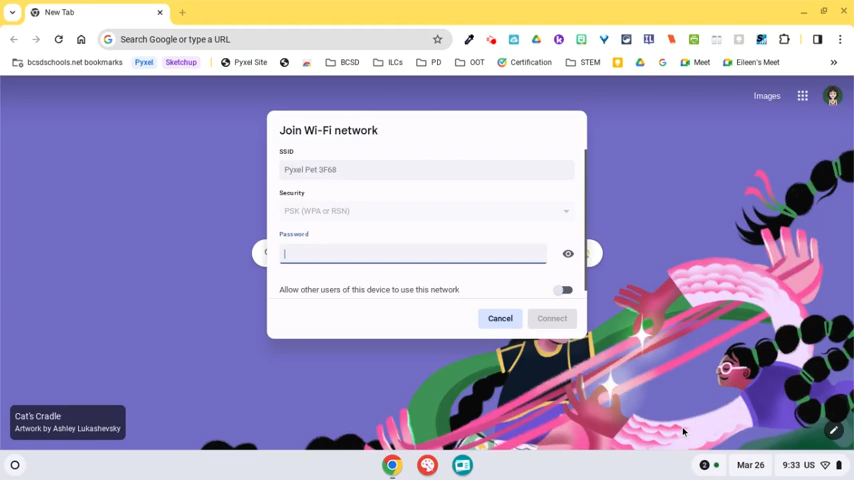 New Tab
Search Google or type a URL
bcsdschools.net bookmarks
Pyxel
Sketchup
Pyxel Site
BCSD
ILCs
PD
OOT
Certification
STEM
Meet
Eileen's Meet
Images
Join Wi-Fi network
SSID
Pyxel Pet 3F68
Security
PSK (WPA or RSN)
Password
Allow other users of this device to use this network
Cancel
Connect
Cat's Cradle
Artwork by Ashley Lukashevsky
2
Mar 26
9:33 US